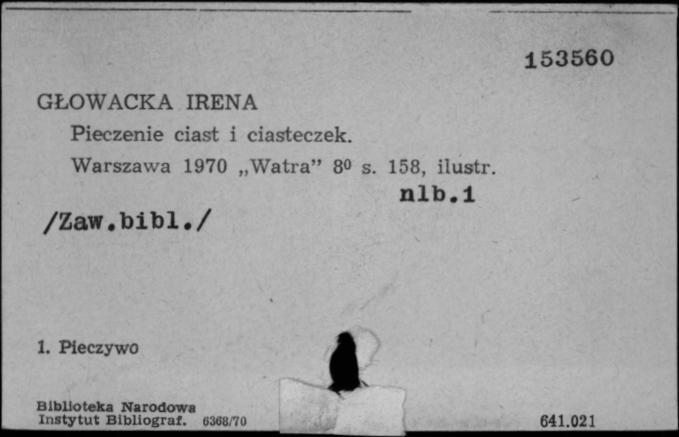 153560
GŁOWACKA IRENA
Pieczenie ciast i ciasteczek.
Warszawa 1970 „Watra” 8⁰ s. 158, ilustr.
nlb.1
/Zaw.bibl./
1. Pieczywo
Biblioteka Narodowa
Instytut Bibliograf. 6368/70
641.021